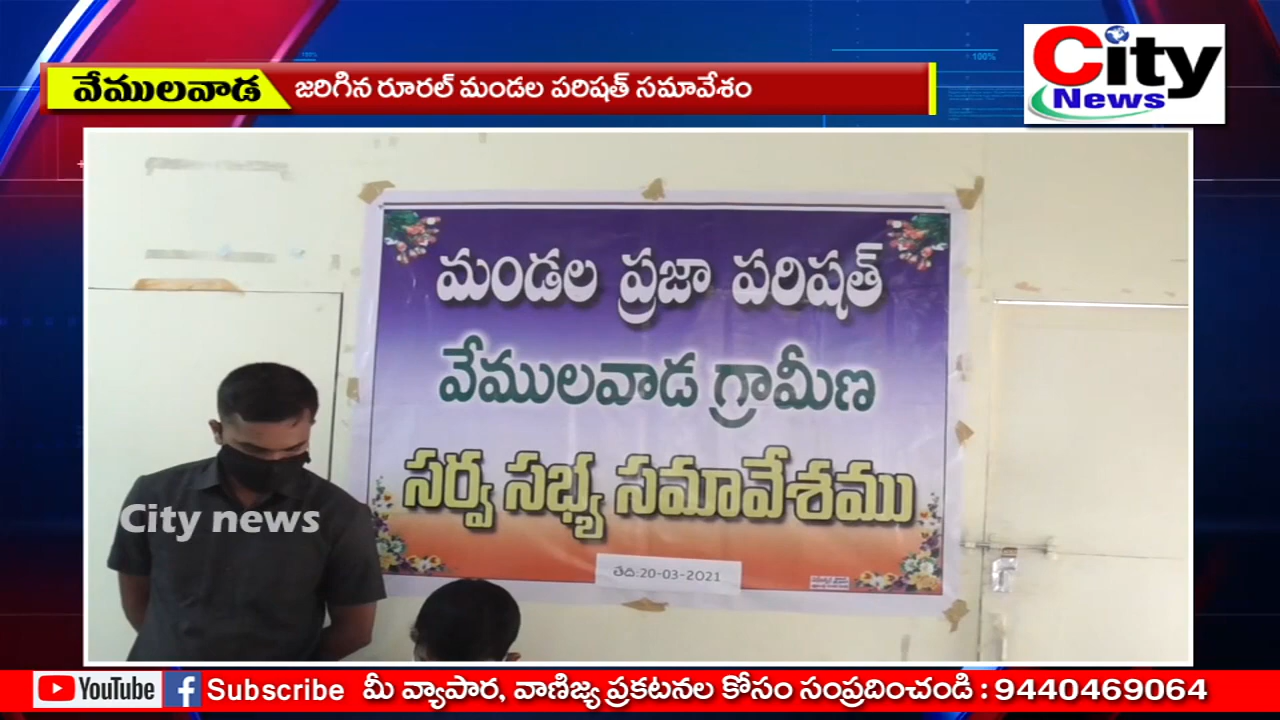 వేములవాడ
జరిగిన రూరల్ మండల పరిషత్ సమావేశం
City
News
100%
మండల ప్రజా పరిషత్
వేములవాడ గ్రామీణ
సర్వ సభ్య సమావేశము
తేది:20-03-2021
City news
YouTube f Subscribe మీ వ్యాపార, వాణిజ్య ప్రకటనల కోసం సంప్రదించండి : 9440469064